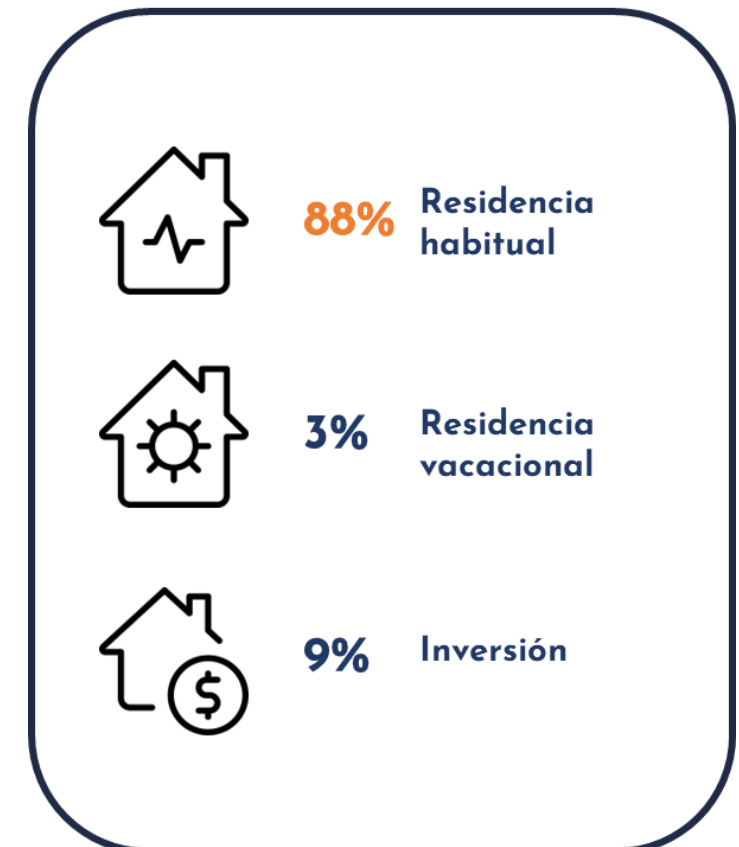 88% Residencia
habitual
3% Residencia
vacacional
9% Inversión
$